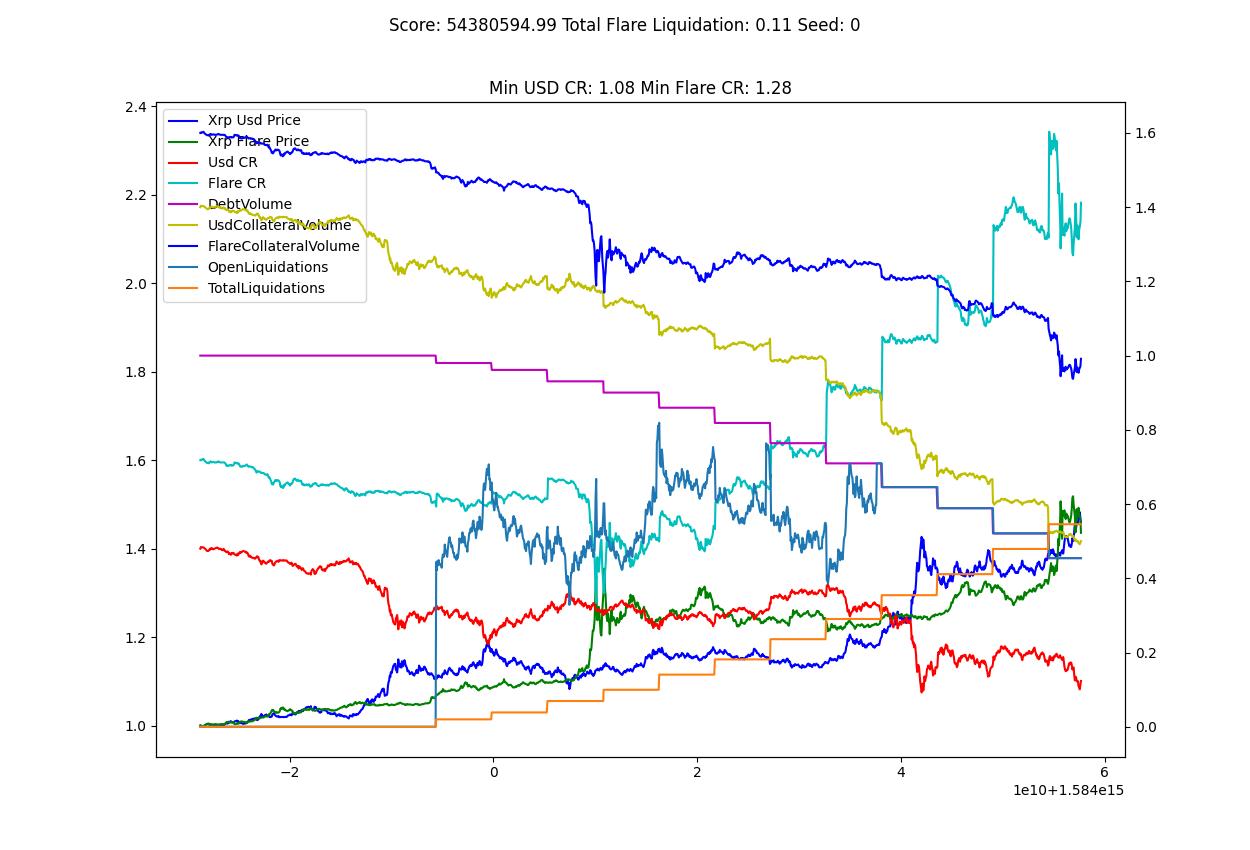 Score: 54380594.99 Total Flare Liquidation: 0.11 Seed: 0
Min USD CR: 1.08 Min Flare CR: 1.28
Xrp Usd Price
Xrp Flare Price
Usd CR
Flare CR
DebtVolume
UsdCollateralVolume
FlareCollateralVolume
OpenLiquidations
TotalLiquidations
2.4
2.2
2.0
1.8
1.6
1.4
1.2
1.0
1.6
1.4
1.2
1.0
0.8
0.6
0.4
0.2
0.0
−2
0
2
4
6
1e10+1.584e15